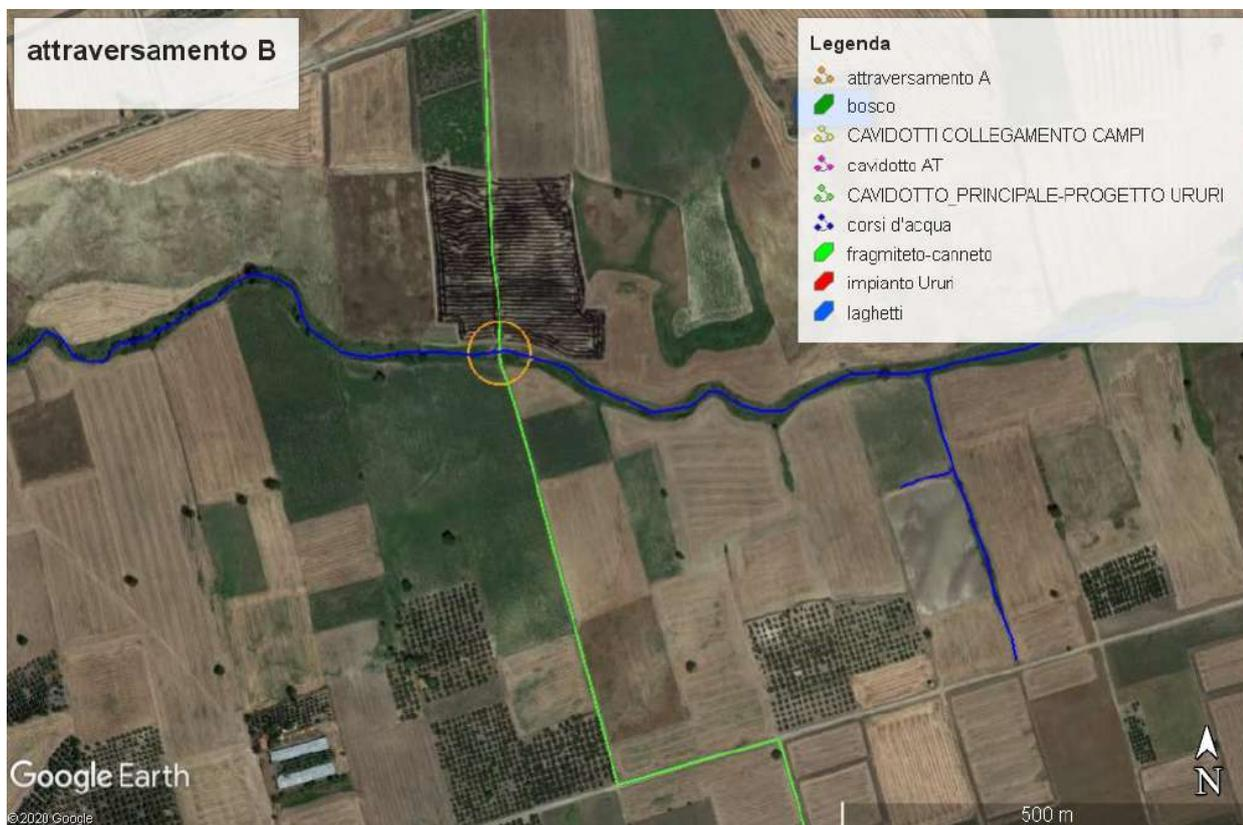 attraversamento B
Legenda
attraversamento A
bosco
CAVIDOTTI COLLEGAMENTO CAMPI
cavidotto AT
CAVIDOTTO_PRINCIPALE-PROGETTO URURI
corsi d'acqua
fragmiteto-canneto
impianto Ururi
laghetti
Google Earth
N
©2020 Google
500 m